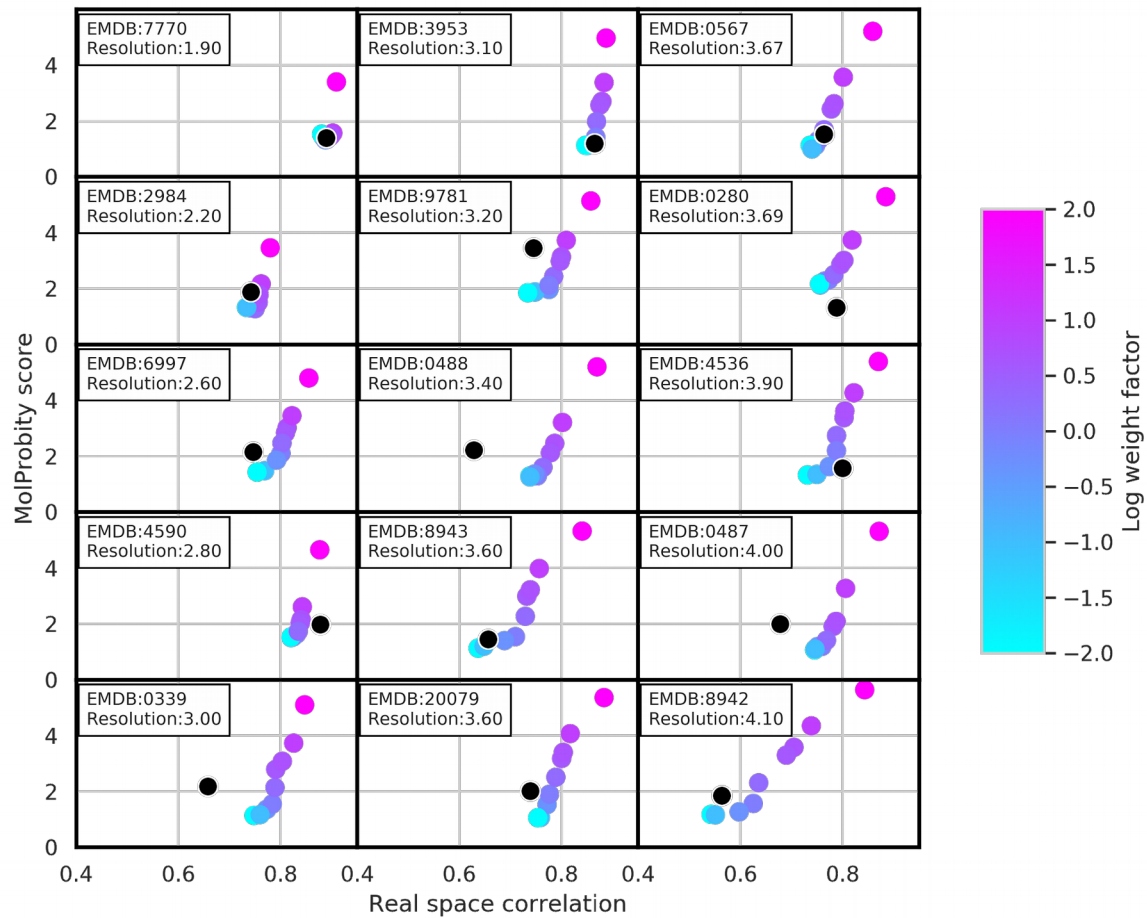 EMDB:7770
Resolution:1.90
EMDB:3953
Resolution:3.10
EMDB:0567
Resolution:3.67
4
2
0
EMDB:2984
Resolution:2.20
EMDB:9781
Resolution:3.20
EMDB:0280
Resolution:3.69
4
2
0
EMDB:6997
Resolution:2.60
EMDB:0488
Resolution:3.40
EMDB:4536
Resolution:3.90
4
2
0
EMDB:4590
Resolution:2.80
EMDB:8943
Resolution:3.60
EMDB:0487
Resolution:4.00
4
2
0
EMDB:0339
Resolution:3.00
EMDB:20079
Resolution:3.60
EMDB:8942
Resolution:4.10
4
2
0
0.4 0.6 0.8 0.4 0.6 0.8 0.4 0.6 0.8
Real space correlation
MolProbity score
2.0
1.5
1.0
0.5
0.0
−0.5
−1.0
−1.5
−2.0
Log weight factor